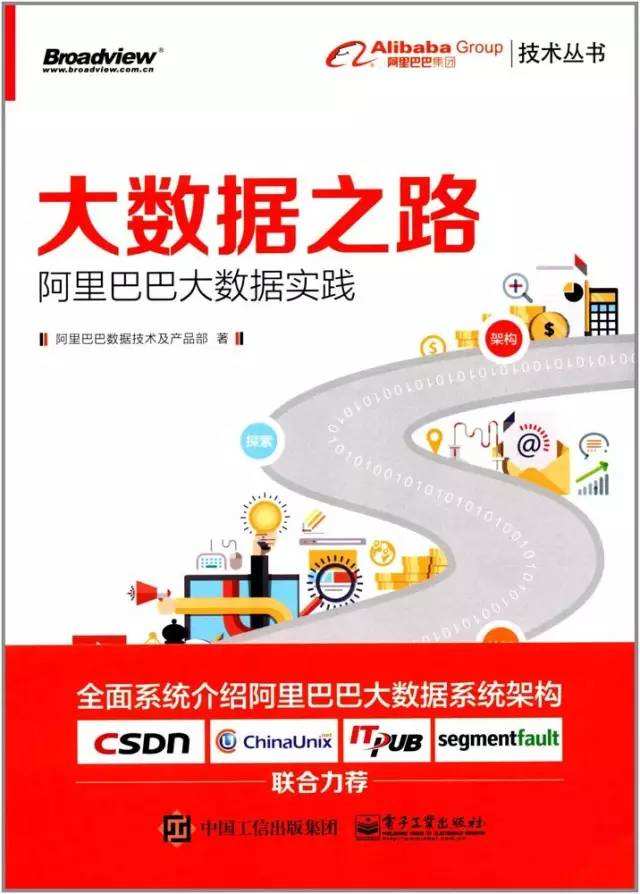 Broadview®
www.broadview.com.cn
Alibaba Group
阿里巴巴集团
技术丛书
大数据之路
阿里巴巴大数据实践
阿里巴巴数据技术及产品部 著
架构
探索
@
全面系统介绍阿里巴巴大数据系统架构
CSDN
ChinaUnix.net
ITPUB
segmentfault
联合力荐
中国工信出版集团
电子工业出版社